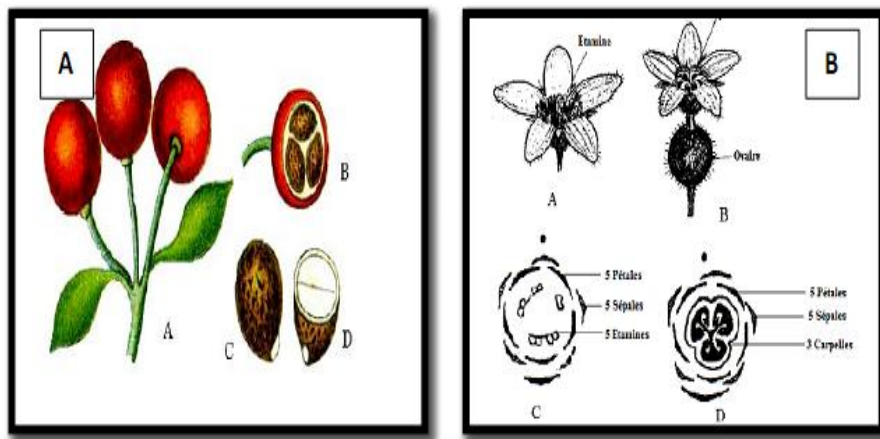 A
B
C
D
A
B
Etamine
Ovaire
A
B
5 Pétales
5 Sépales
5 Etamines
C
5 Pétales
5 Sépales
3 Carpelles
D